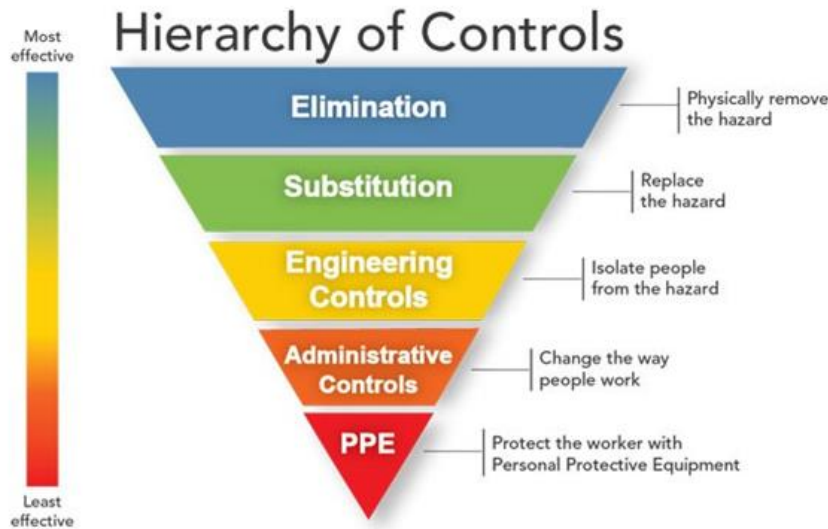 Hierarchy of Controls
Most
effective
Elimination
Physically remove
the hazard
Substitution
Replace
the hazard
Engineering
Controls
Isolate people
from the hazard
Administrative
Controls
Change the way
people work
PPE
Protect the worker with
Personal Protective Equipment
Least
effective